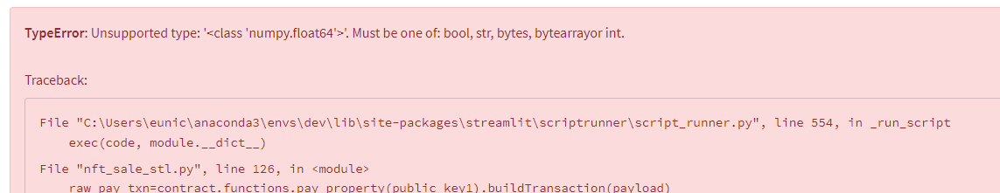 TypeError: Unsupported type: '<class 'numpy.float64'>'. Must be one of: bool, str, bytes, bytearrayor int.
Traceback:
File "C:\Users\eunic\anaconda3\envs\dev\lib\site-packages\streamlit\scriptrunner\script_runner.py", line 554, in _run_script
exec(code, module.__dict__)
File "nft_sale_stl.py", line 126, in <module>
raw_pay_txn=contract.functions.pay_property(public_key1).buildTransaction(payload)